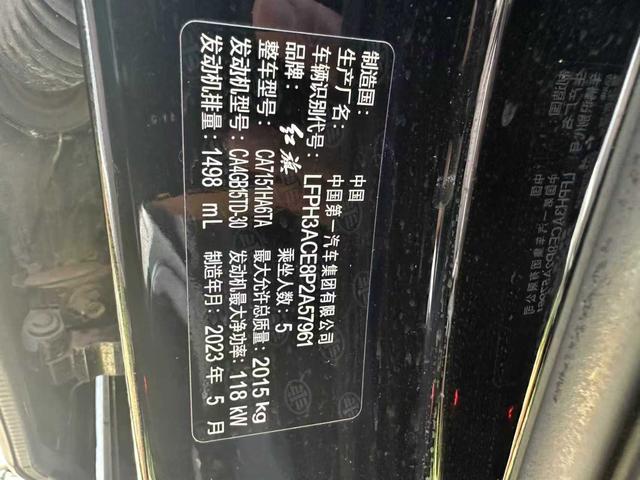 制造国: 中国
生产厂名: 中国第一汽车集团有限公司
车辆识别代号: LFPH3ACE8P2A57961
品牌: 红旗 乘坐人数: 5
整车型号: CA7151HA6TA 最大允许总质量: 2015 kg
发动机型号: CA4GB15TD-30 发动机最大净功率: 118 kW
发动机排量: 1498 mL 制造年月: 2023 年 5 月